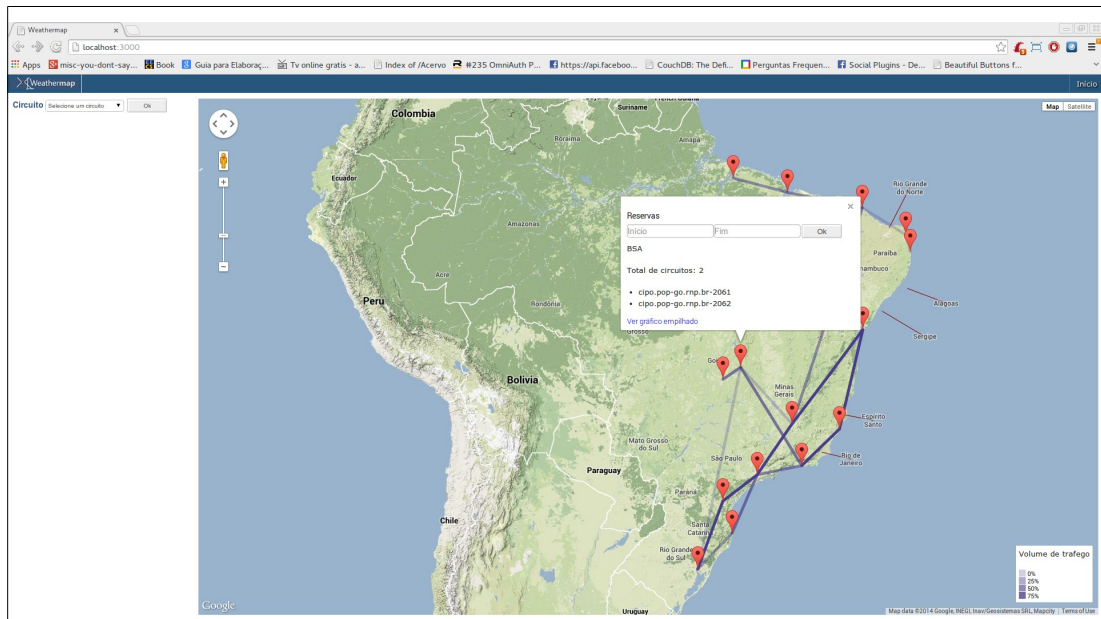 Weathermap
localhost:3000
Apps misc-you-dont-say... Book Guia para Elaboraç... Tv online gratis - a... Index of /Acervo #235 OmniAuth P... https://api.faceboo... CouchDB: The Defi... Perguntas Frequen... Social Plugins - De... Beautiful Buttons f...
Weathermap Início
Circuito Selecione um circuito Ok
Map Satellite
Colombia
Suriname
Roraima
Amapá
Ecuador
Rio Grande
do Norte
Amazonas
Paraíba
nambuco
Acre
Rondônia
Peru
Alagoas
Sergipe
Reservas
Início Fim Ok
BSA
Total de circuitos: 2
cipo.pop-go.rnp.br-2061
cipo.pop-go.rnp.br-2062
Ver gráfico empilhado
Grosso
Bolivia
Minas
Gerais
Espírito
Santo
Mato Grosso
do Sul
São Paulo
Rio de
Janeiro
Paraguay
Paraná
Chile
Santa
Catarina
Rio Grande
do Sul
Uruguay
Volume de trafego
0%
25%
50%
75%
Google
Map data ©2014 Google, INEGI, Inav/Geosistemas SRL, Mapcity Terms of Use